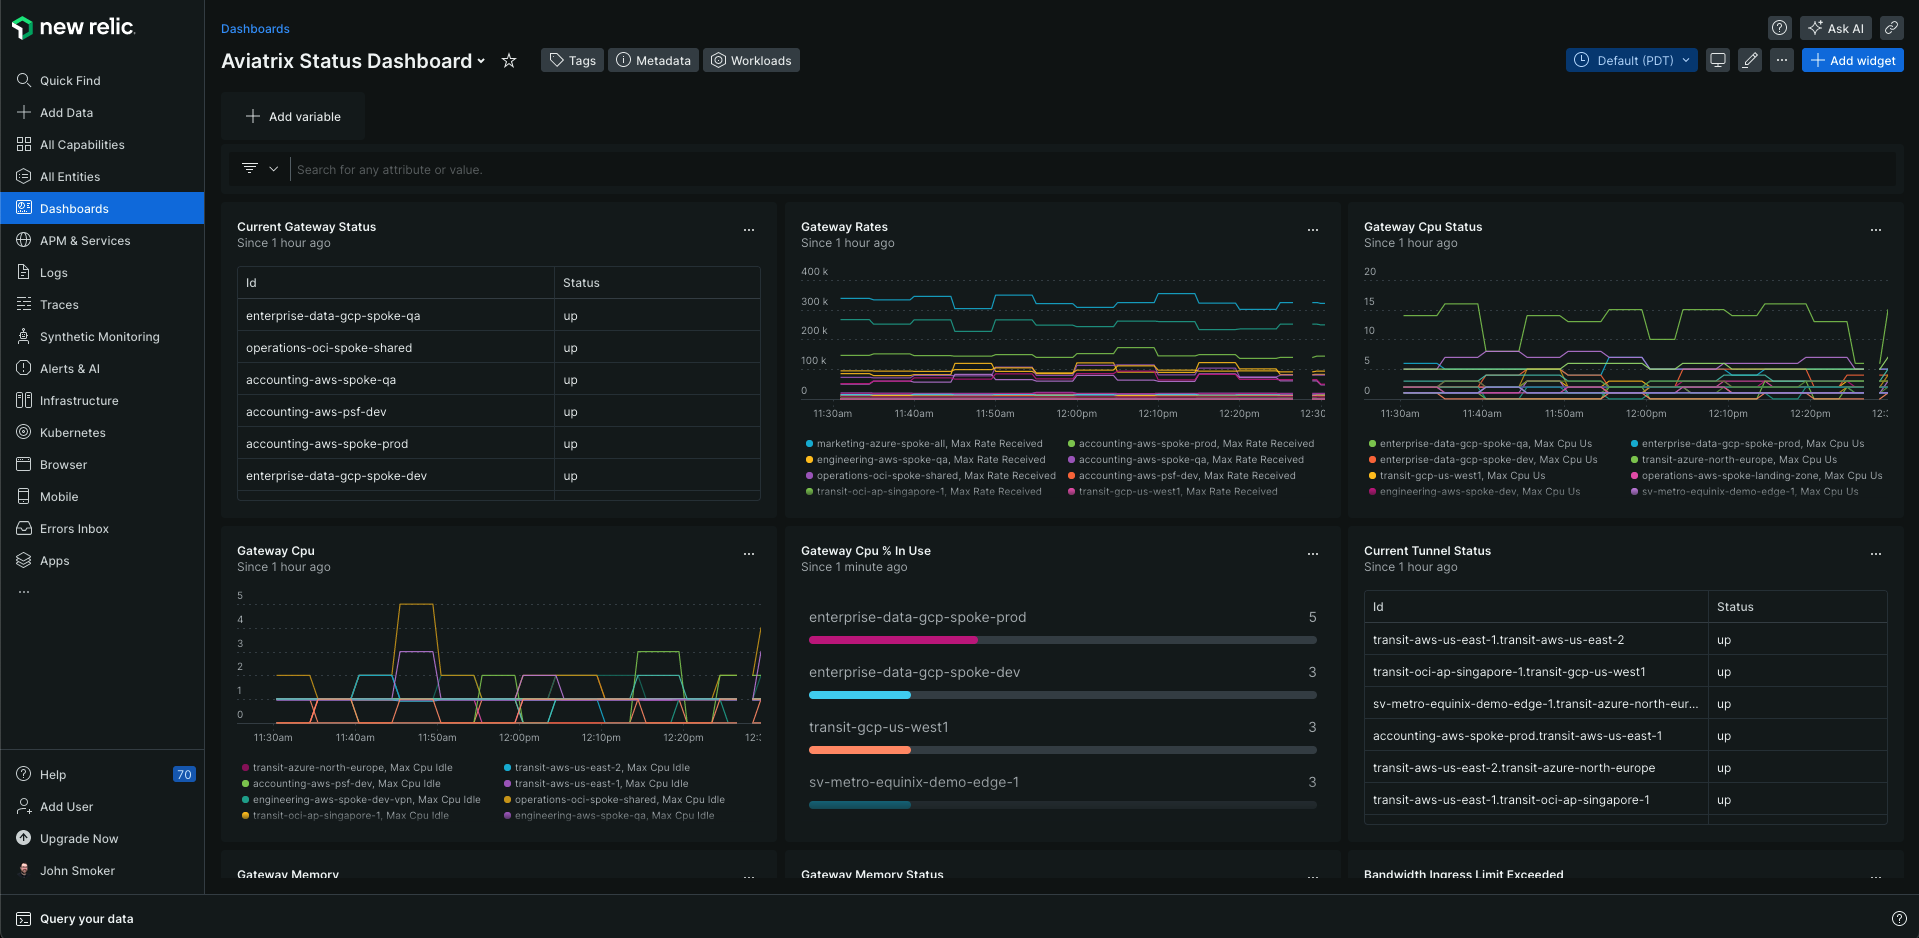 new relic.
Quick Find
Add Data
All Capabilities
All Entities
Dashboards
APM & Services
Logs
Traces
Synthetic Monitoring
Alerts & AI
Infrastructure
Kubernetes
Browser
Mobile
Errors Inbox
Apps
...
Help 70
Add User
Upgrade Now
John Smoker
Query your data
Dashboards
Ask AI
Aviatrix Status Dashboard
Tags
Metadata
Workloads
Default (PDT)
...
Add widget
Add variable
Search for any attribute or value.
Current Gateway Status
Since 1 hour ago
Id Status
enterprise-data-gcp-spoke-qa up
operations-oci-spoke-shared up
accounting-aws-spoke-qa up
accounting-aws-psf-dev up
accounting-aws-spoke-prod up
enterprise-data-gcp-spoke-dev up
Gateway Rates
Since 1 hour ago
400 k
300 k
200 k
100 k
0
11:30am 11:40am 11:50am 12:00pm 12:10pm 12:20pm 12:30
marketing-azure-spoke-all, Max Rate Received
accounting-aws-spoke-prod, Max Rate Received
engineering-aws-spoke-qa, Max Rate Received
accounting-aws-spoke-qa, Max Rate Received
operations-oci-spoke-shared, Max Rate Received
accounting-aws-psf-dev, Max Rate Received
transit-oci-ap-singapore-1, Max Rate Received
transit-gcp-us-west1, Max Rate Received
Gateway Cpu Status
Since 1 hour ago
20
15
10
5
0
11:30am 11:40am 11:50am 12:00pm 12:10pm 12:20pm 12:3
enterprise-data-gcp-spoke-qa, Max Cpu Us
enterprise-data-gcp-spoke-prod, Max Cpu Us
enterprise-data-gcp-spoke-dev, Max Cpu Us
transit-azure-north-europe, Max Cpu Us
transit-gcp-us-west1, Max Cpu Us
operations-aws-spoke-landing-zone, Max Cpu Us
engineering-aws-spoke-dev, Max Cpu Us
sv-metro-equinix-demo-edge-1, Max Cpu Us
Gateway Cpu
Since 1 hour ago
5
4
3
2
1
0
11:30am 11:40am 11:50am 12:00pm 12:10pm 12:20pm 12:3
transit-azure-north-europe, Max Cpu Idle
transit-aws-us-east-2, Max Cpu Idle
accounting-aws-psf-dev, Max Cpu Idle
transit-aws-us-east-1, Max Cpu Idle
engineering-aws-spoke-dev-vpn, Max Cpu Idle
operations-oci-spoke-shared, Max Cpu Idle
transit-oci-ap-singapore-1, Max Cpu Idle
engineering-aws-spoke-qa, Max Cpu Idle
Gateway Cpu % In Use
Since 1 minute ago
enterprise-data-gcp-spoke-prod 5
enterprise-data-gcp-spoke-dev 3
transit-gcp-us-west1 3
sv-metro-equinix-demo-edge-1 3
Current Tunnel Status
Since 1 hour ago
Id Status
transit-aws-us-east-1.transit-aws-us-east-2 up
transit-oci-ap-singapore-1.transit-gcp-us-west1 up
sv-metro-equinix-demo-edge-1.transit-azure-north-eur... up
accounting-aws-spoke-prod.transit-aws-us-east-1 up
transit-aws-us-east-2.transit-azure-north-europe up
transit-aws-us-east-1.transit-oci-ap-singapore-1 up
Gateway Memory
Gateway Memory Status
Bandwidth Ingress Limit Exceeded